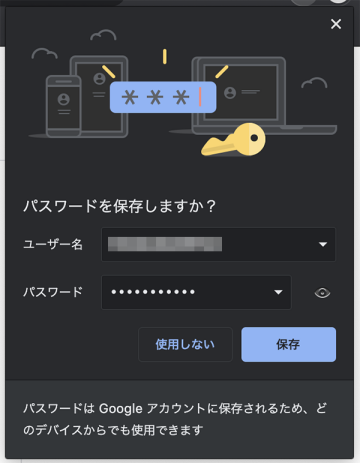 ***
パスワードを保存しますか？
ユーザー名
パスワード
•••••••••••
使用しない
保存
パスワードは Google アカウントに保存されるため、ど
のデバイスからでも使用できます